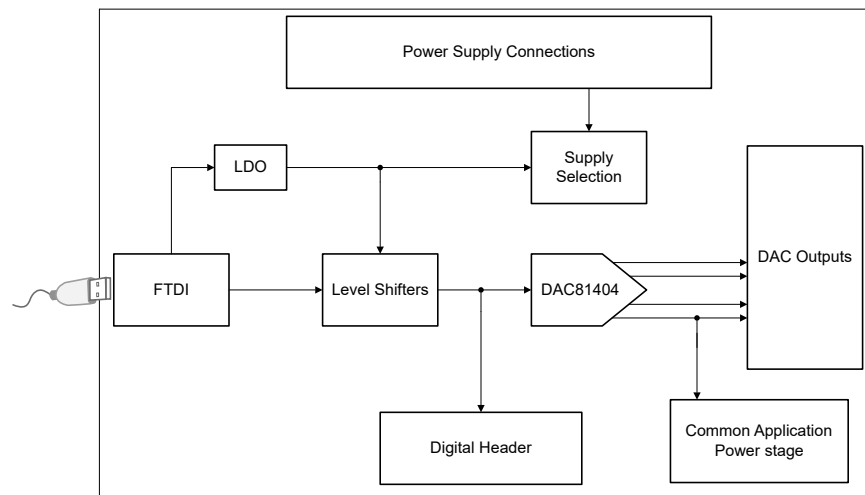 Power Supply Connections
LDO
Supply
Selection
DAC Outputs
FTDI
Level Shifters
DAC81404
Digital Header
Common Application
Power stage